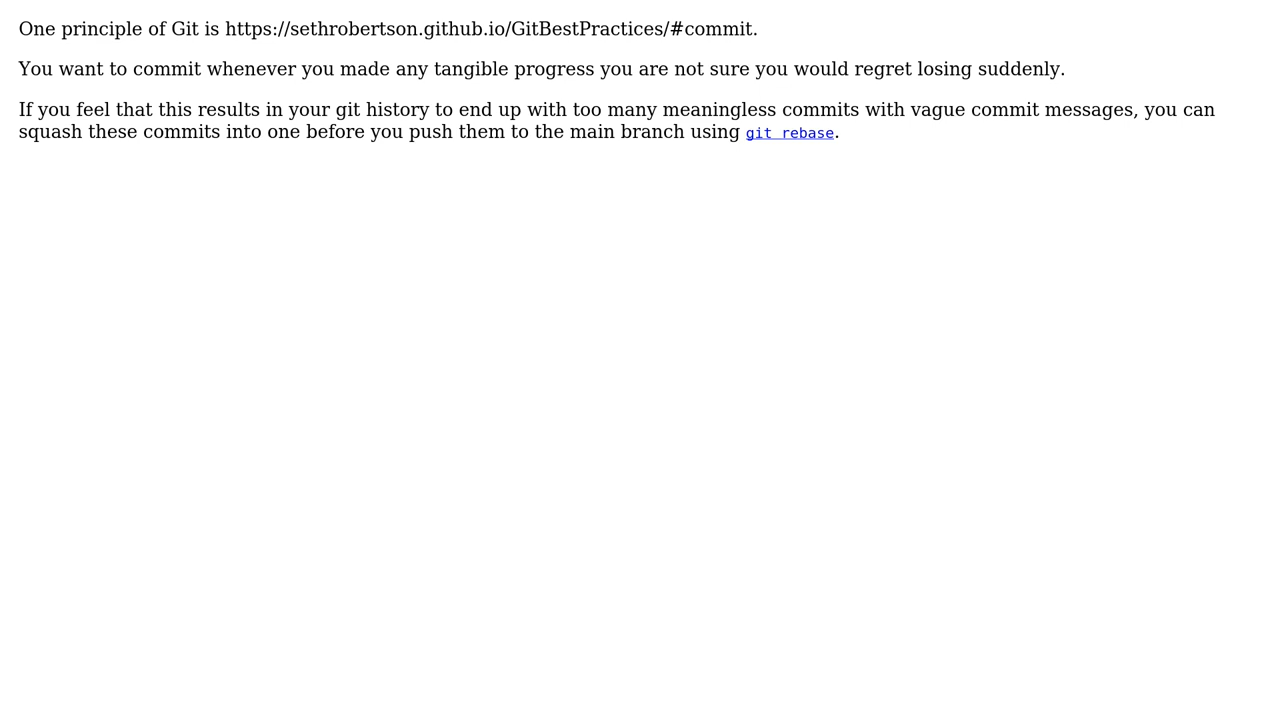 One principle of Git is https://sethrobertson.github.io/GitBestPractices/#commit.
You want to commit whenever you made any tangible progress you are not sure you would regret losing suddenly.
If you feel that this results in your git history to end up with too many meaningless commits with vague commit messages, you can
squash these commits into one before you push them to the main branch using git rebase.